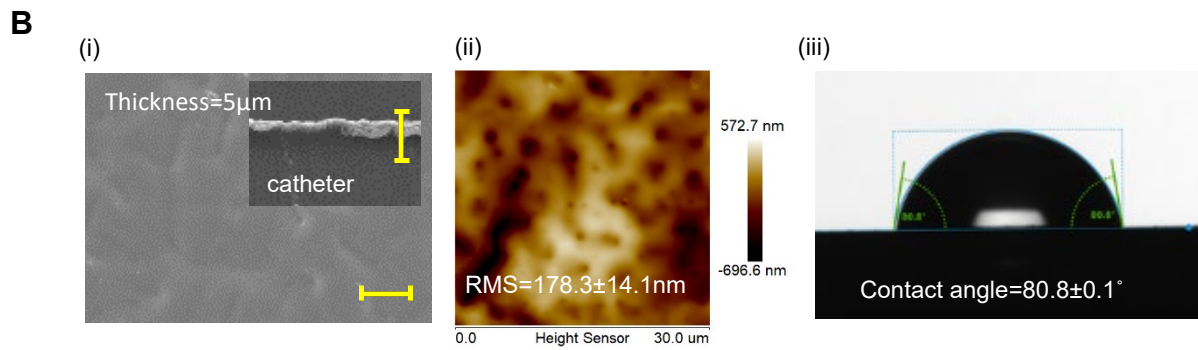 B
(i)
Thickness=5μm
catheter
(ii)
572.7 nm
-696.6 nm
RMS=178.3±14.1nm
0.0 Height Sensor 30.0 um
(iii)
80.8° 80.8°
Contact angle=80.8±0.1°